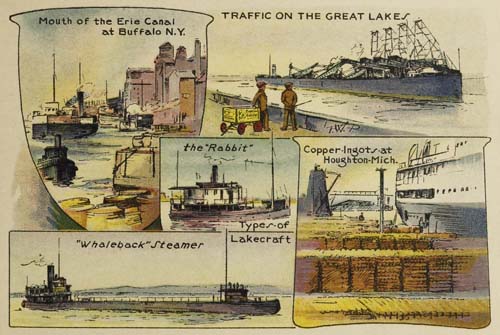 Mouth of the Erie Canal
at Buffalo N.Y.
TRAFFIC ON THE GREAT LAKES
the "Rabbit"
Types of
Lakecraft
Copper-Ingots at
Houghton-Mich.
"Whaleback" Steamer